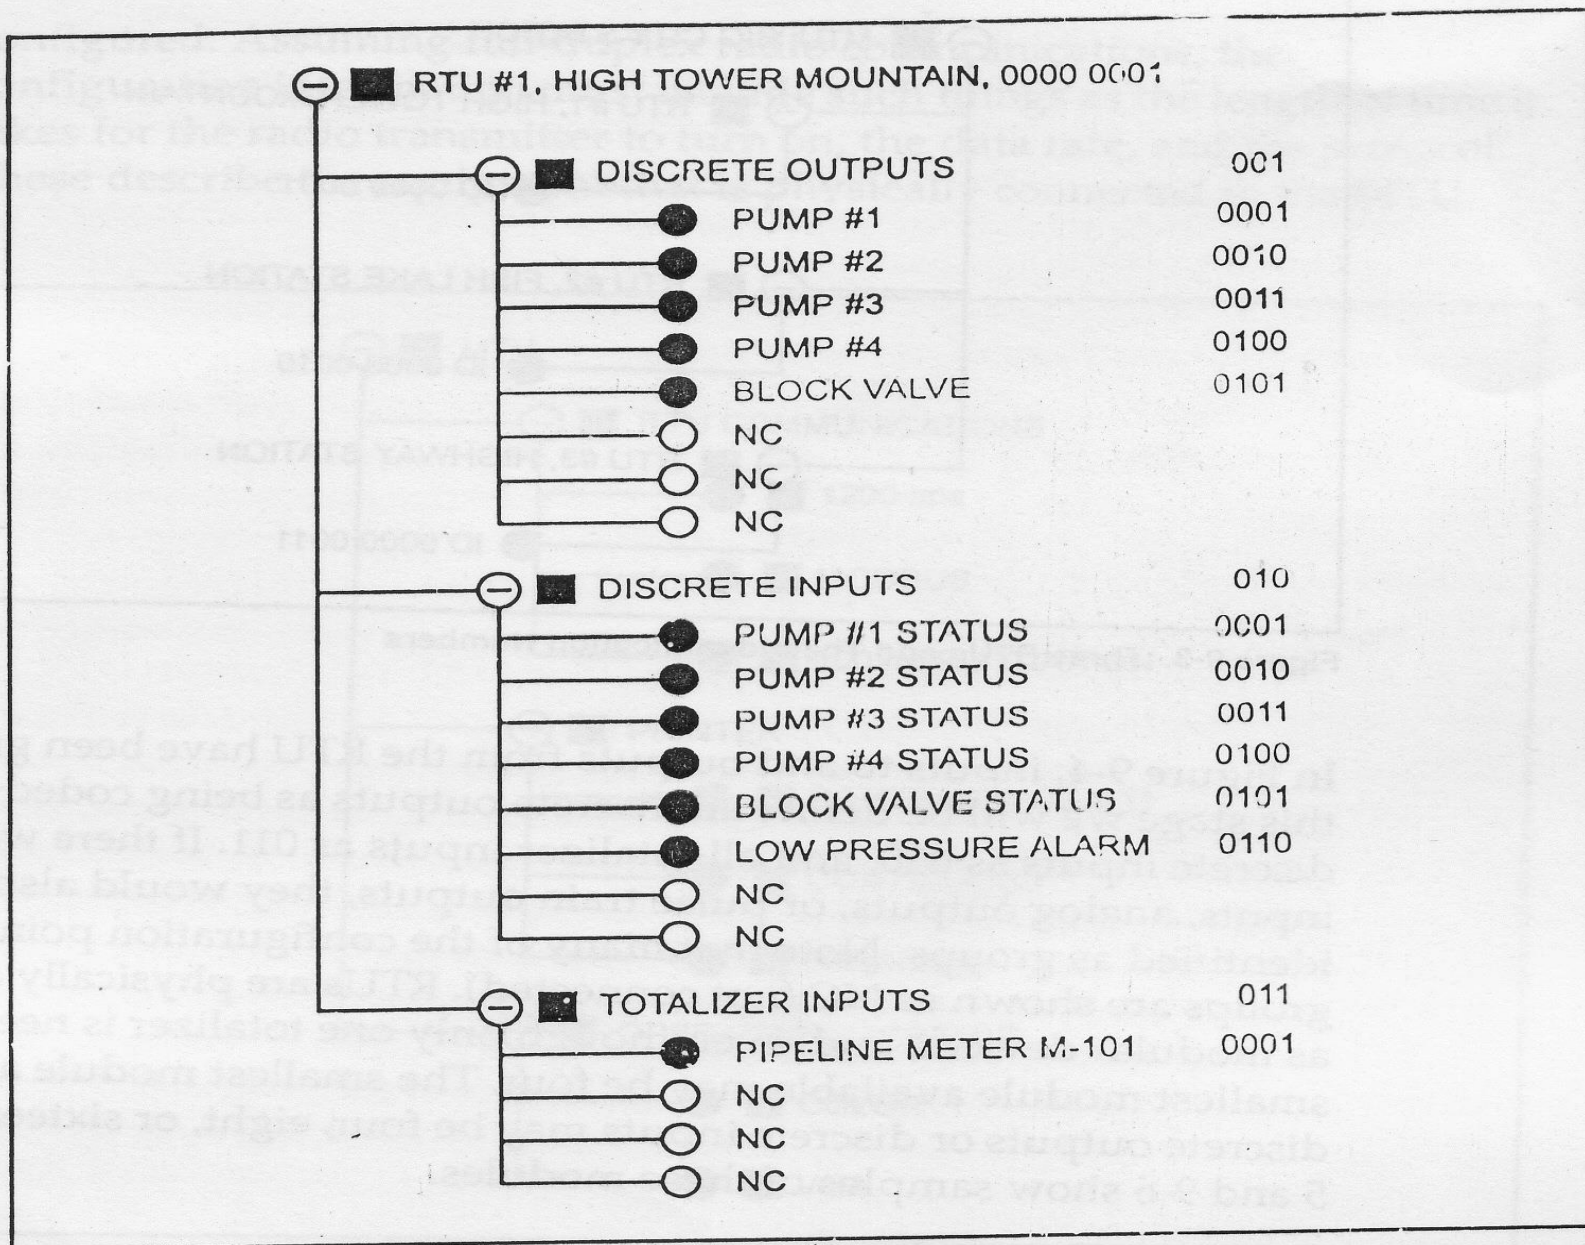 RTU #1, HIGH TOWER MOUNTAIN, 0000 0001
DISCRETE OUTPUTS 001
PUMP #1 0001
PUMP #2 0010
PUMP #3 0011
PUMP #4 0100
BLOCK VALVE 0101
NC
NC
NC
DISCRETE INPUTS 010
PUMP #1 STATUS 0001
PUMP #2 STATUS 0010
PUMP #3 STATUS 0011
PUMP #4 STATUS 0100
BLOCK VALVE STATUS 0101
LOW PRESSURE ALARM 0110
NC
NC
TOTALIZER INPUTS 011
PIPELINE METER M-101 0001
NC
NC
NC